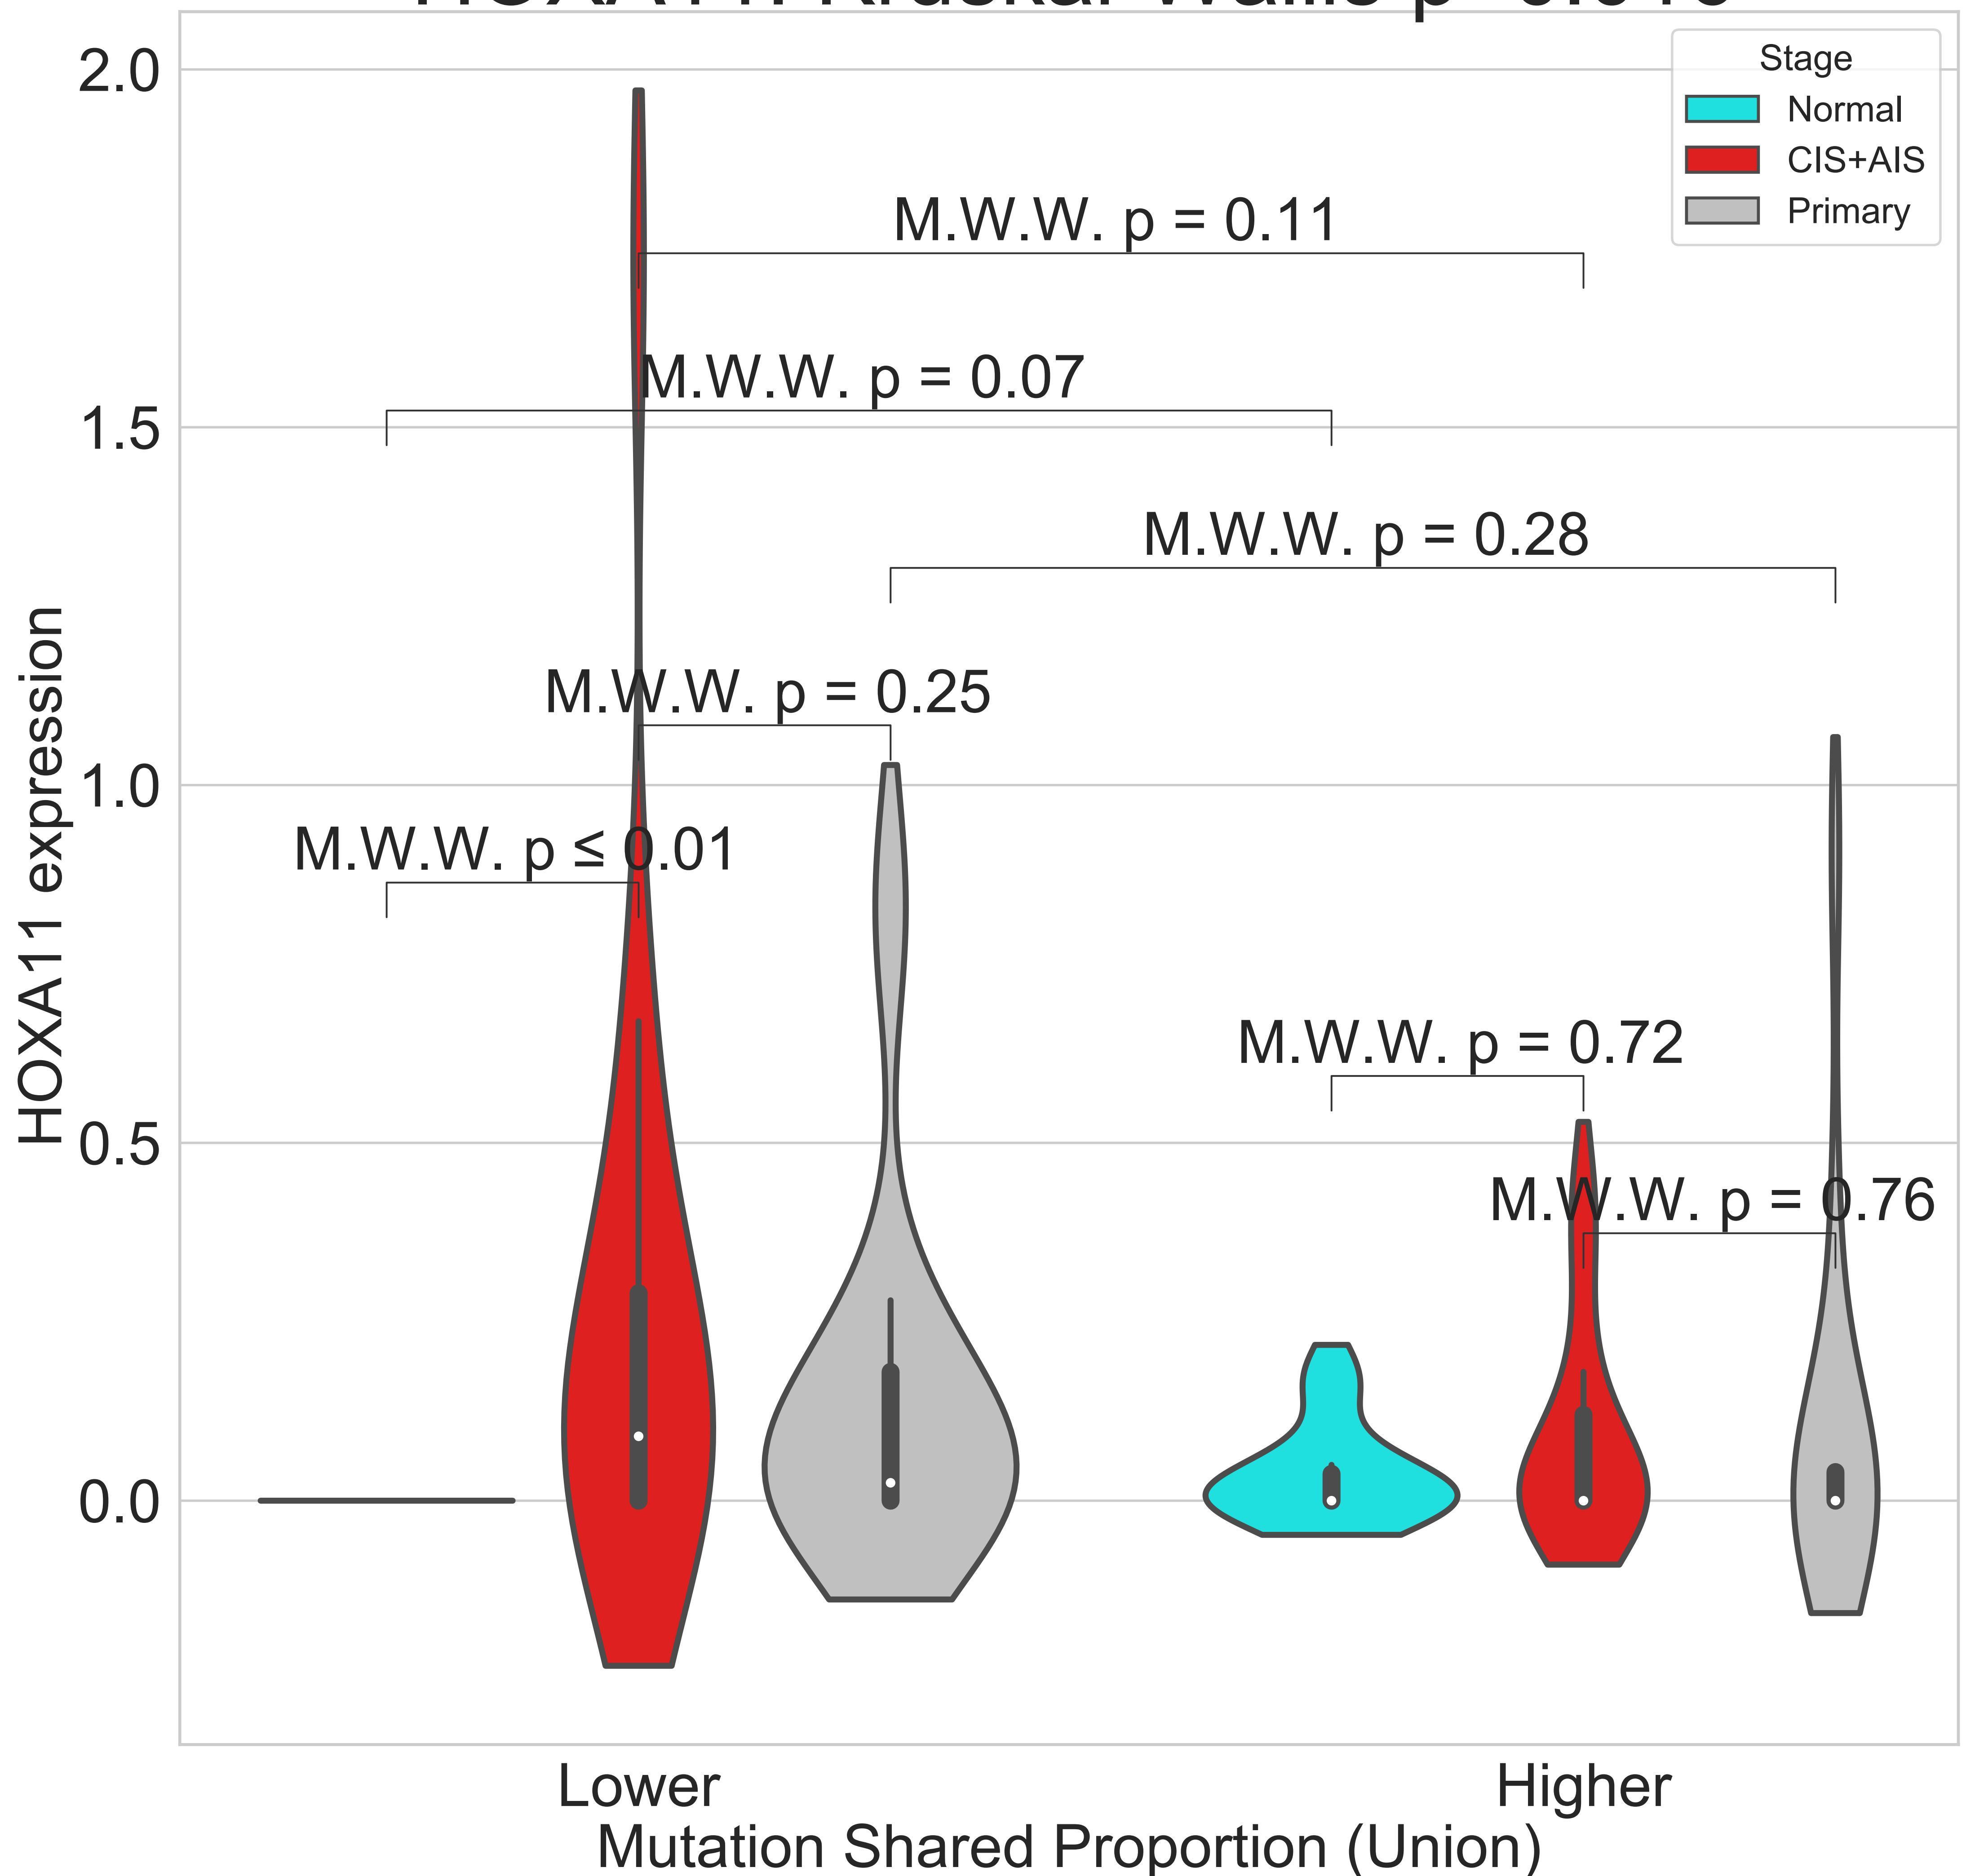 Stage
Normal
CIS+AIS
Primary
2.0
1.5
1.0
0.5
0.0
HOXA11 expression
M.W.W. p = 0.11
M.W.W. p = 0.07
M.W.W. p = 0.28
M.W.W. p = 0.25
M.W.W. p ≤ 0.01
M.W.W. p = 0.72
M.W.W. p = 0.76
Lower
Higher
Mutation Shared Proportion (Union)